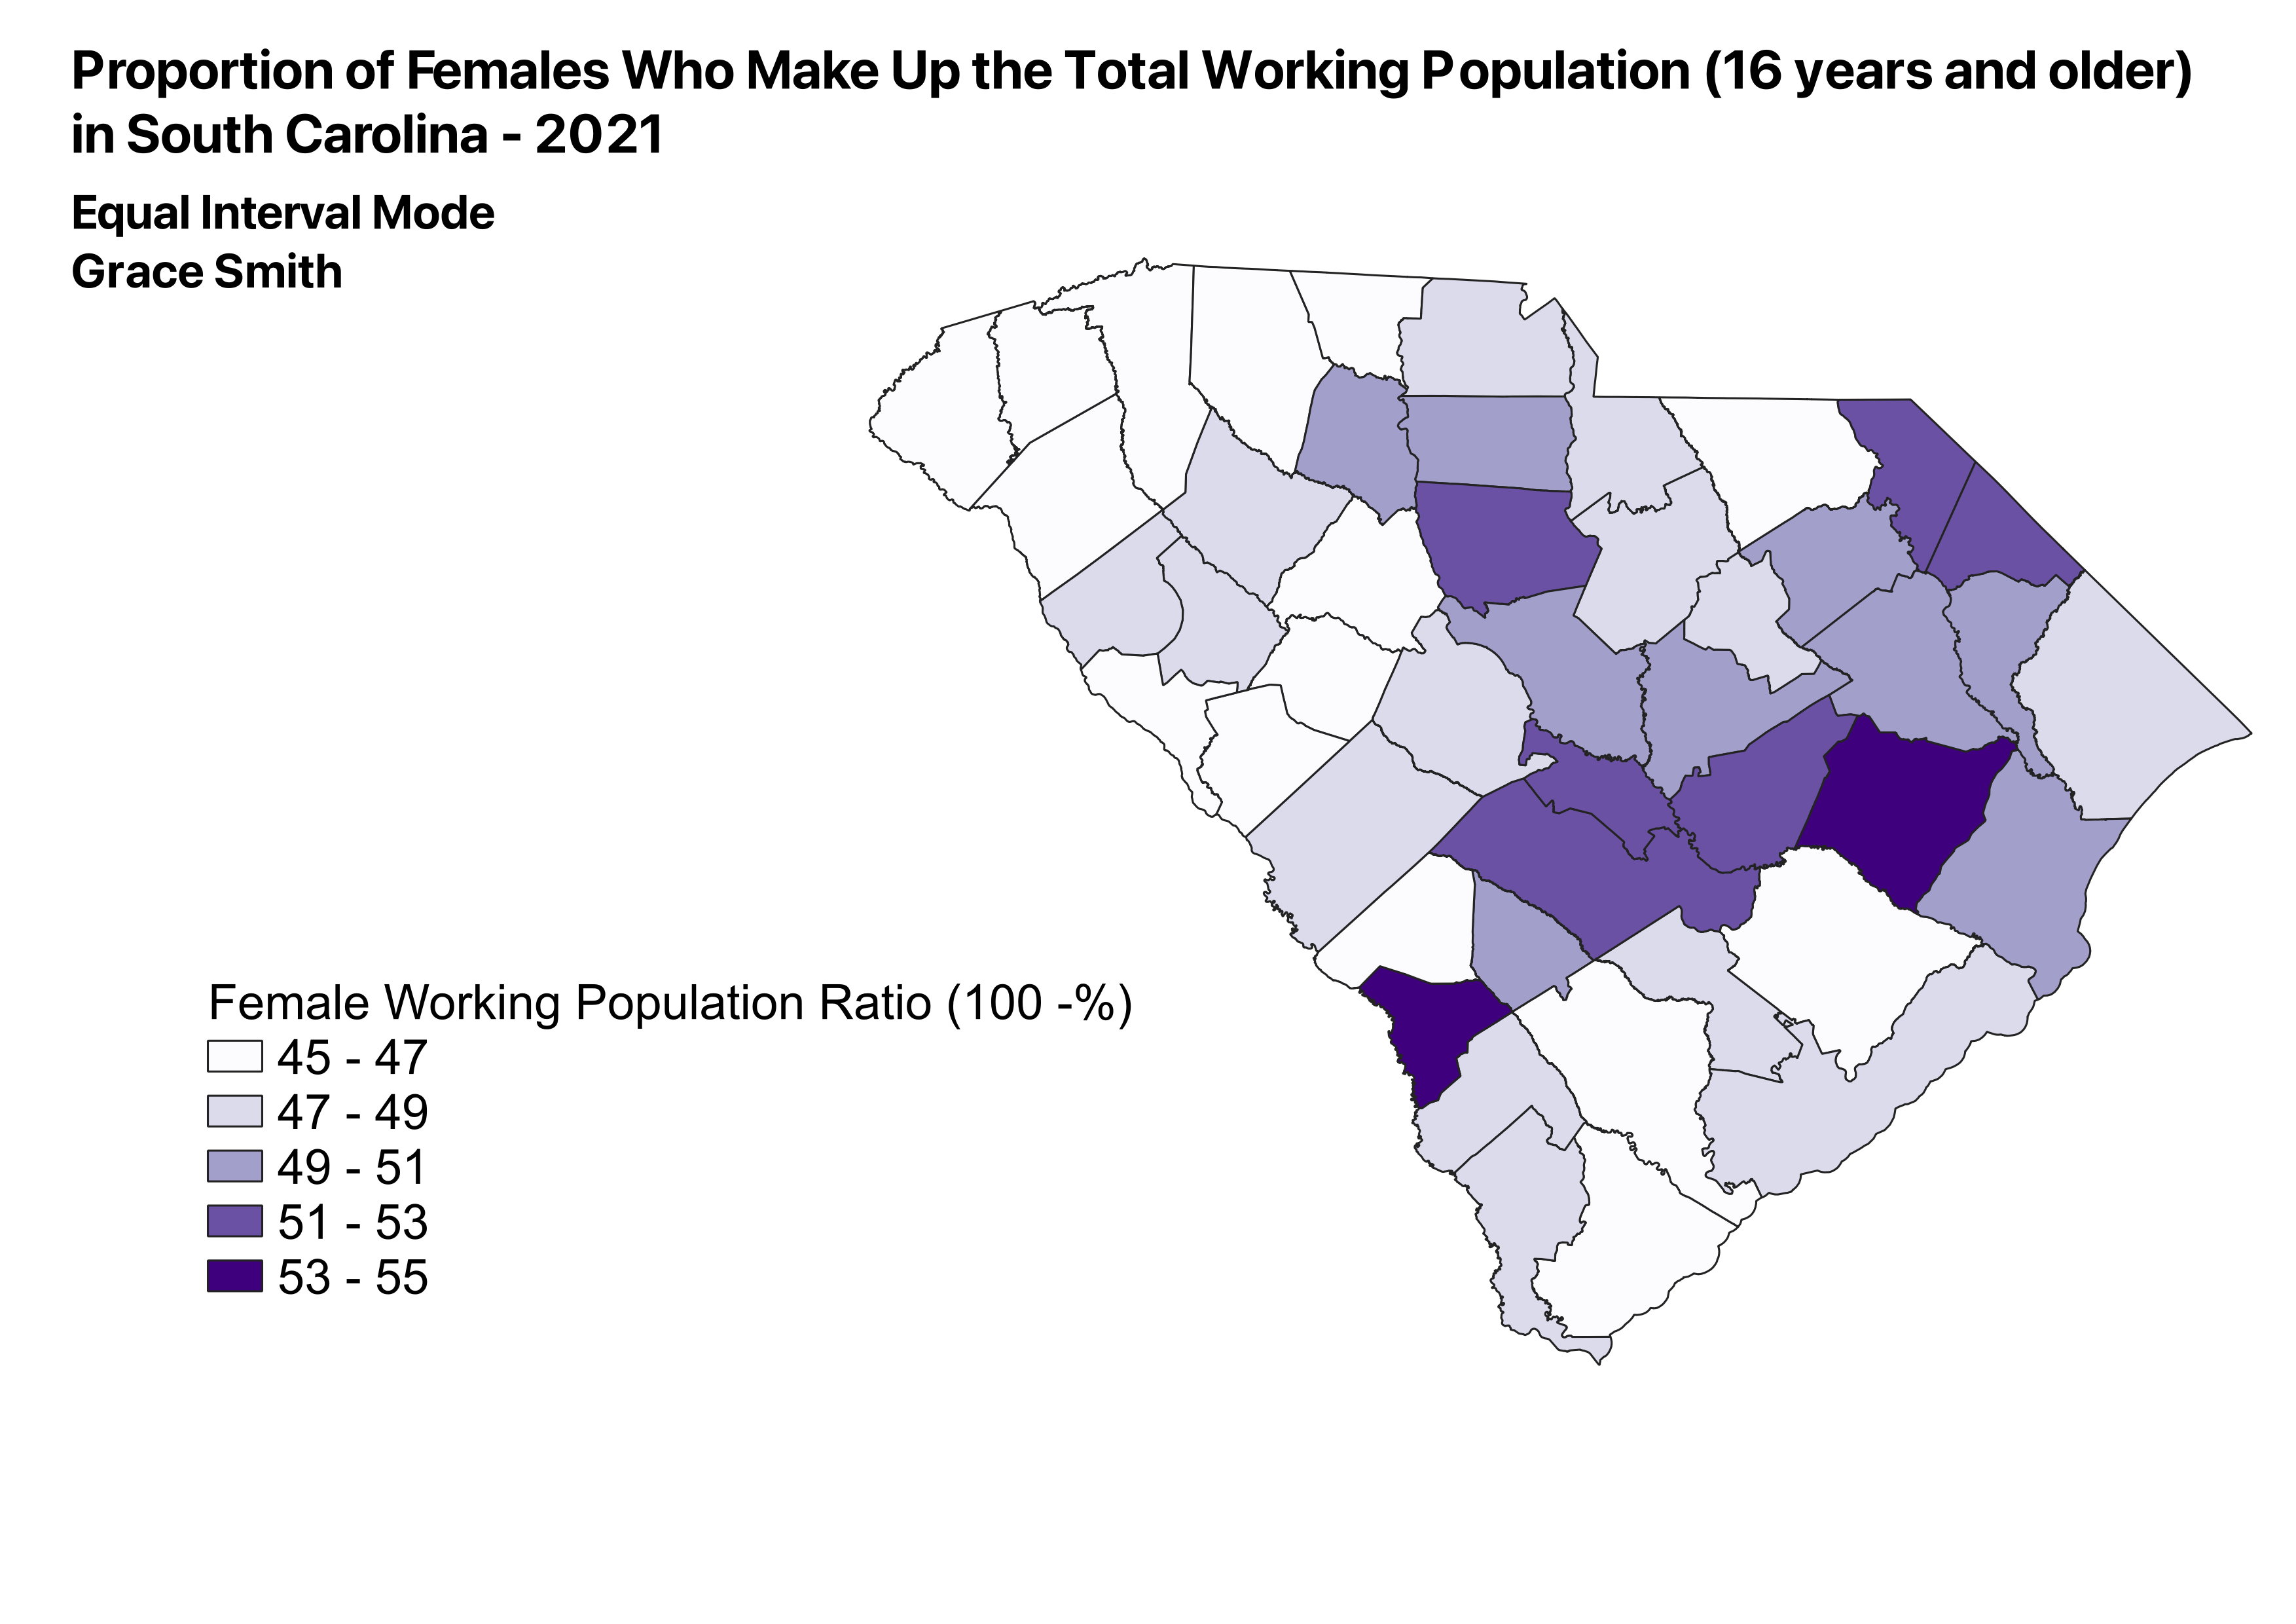 Proportion of Females Who Make Up the Total Working Population (16 years and older)
in South Carolina - 2021
Equal Interval Mode
Grace Smith
Female Working Population Ratio (100 -%)
45 - 47
47 - 49
49 - 51
51 - 53
53 - 55